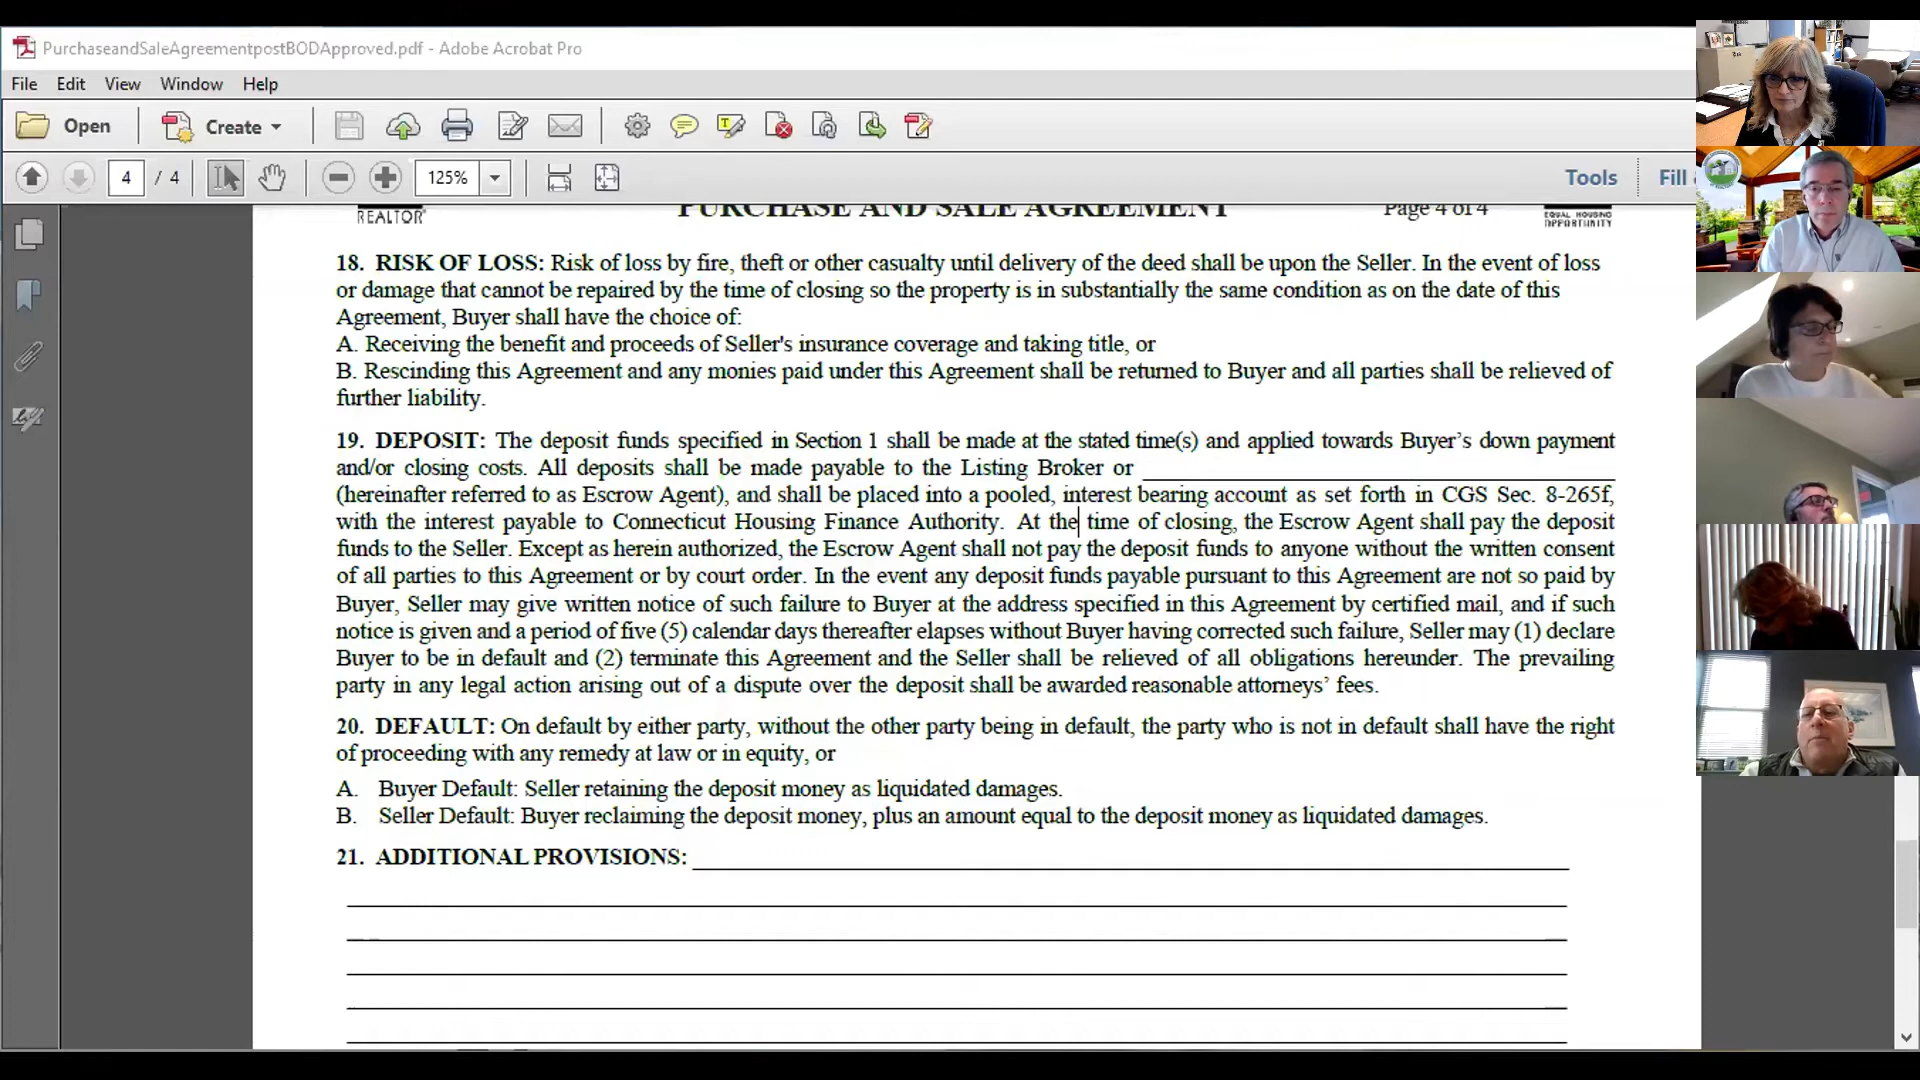 PurchaseandSaleAgreementpostBODApproved.pdf - Adobe Acrobat Pro
File Edit View Window Help
Open Create
4 / 4 125% Tools Fill
REALTOR® PURCHASE AND SALE AGREEMENT Page 4 of 4 EQUAL HOUSING
OPPORTUNITY
18. RISK OF LOSS: Risk of loss by fire, theft or other casualty until delivery of the deed shall be upon the Seller. In the event of loss
or damage that cannot be repaired by the time of closing so the property is in substantially the same condition as on the date of this
Agreement, Buyer shall have the choice of:
A. Receiving the benefit and proceeds of Seller's insurance coverage and taking title, or
B. Rescinding this Agreement and any monies paid under this Agreement shall be returned to Buyer and all parties shall be relieved of
further liability.
19. DEPOSIT: The deposit funds specified in Section 1 shall be made at the stated time(s) and applied towards Buyer’s down payment
and/or closing costs. All deposits shall be made payable to the Listing Broker or
(hereinafter referred to as Escrow Agent), and shall be placed into a pooled, interest bearing account as set forth in CGS Sec. 8-265f,
with the interest payable to Connecticut Housing Finance Authority. At the time of closing, the Escrow Agent shall pay the deposit
funds to the Seller. Except as herein authorized, the Escrow Agent shall not pay the deposit funds to anyone without the written consent
of all parties to this Agreement or by court order. In the event any deposit funds payable pursuant to this Agreement are not so paid by
Buyer, Seller may give written notice of such failure to Buyer at the address specified in this Agreement by certified mail, and if such
notice is given and a period of five (5) calendar days thereafter elapses without Buyer having corrected such failure, Seller may (1) declare
Buyer to be in default and (2) terminate this Agreement and the Seller shall be relieved of all obligations hereunder. The prevailing
party in any legal action arising out of a dispute over the deposit shall be awarded reasonable attorneys’ fees.
20. DEFAULT: On default by either party, without the other party being in default, the party who is not in default shall have the right
of proceeding with any remedy at law or in equity, or
A. Buyer Default: Seller retaining the deposit money as liquidated damages.
B. Seller Default: Buyer reclaiming the deposit money, plus an amount equal to the deposit money as liquidated damages.
21. ADDITIONAL PROVISIONS: